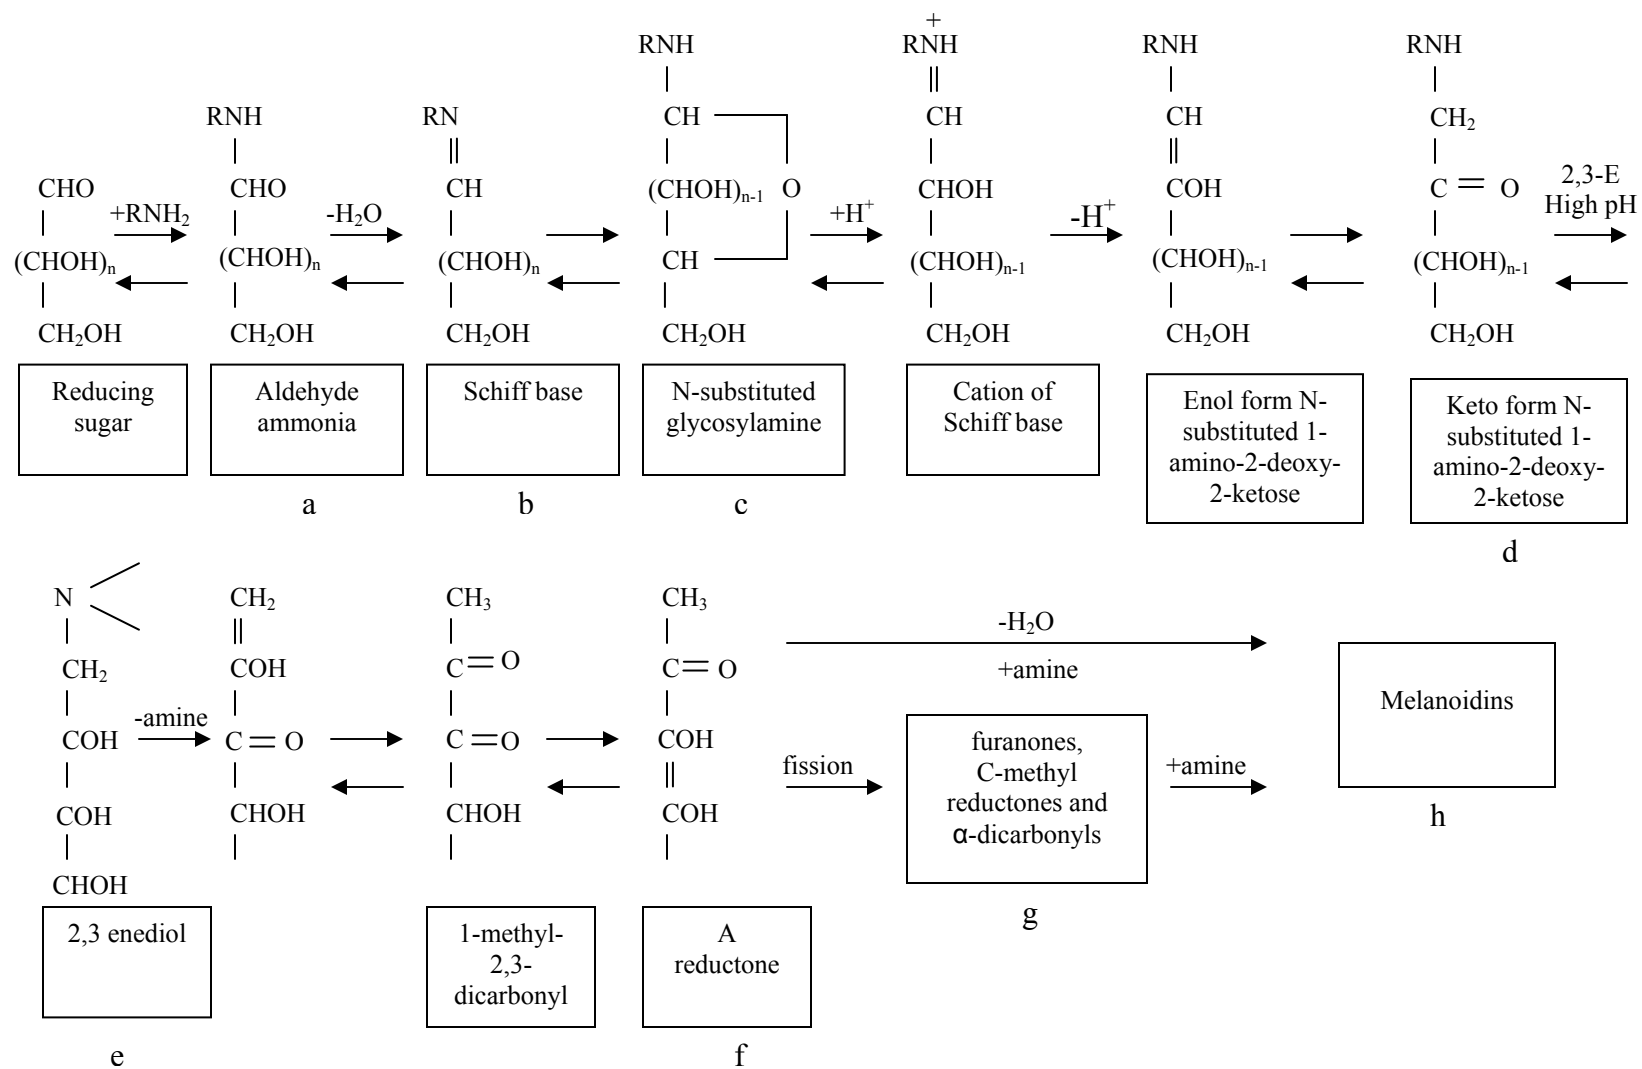 RNH
CHO
(CHOH)n
CH2OH
Reducing
sugar
+RNH2
RNH
CHO
(CHOH)n
CH2OH
Aldehyde
ammonia
a
-H2O
RN
CH
(CHOH)n
CH2OH
Schiff base
b
RNH
CH
(CHOH)n-1 O
CH
CH2OH
N-substituted
glycosylamine
c
+H+
+
RNH
CH
CHOH
(CHOH)n-1
CH2OH
Cation of
Schiff base
-H+
RNH
CH
COH
(CHOH)n-1
CH2OH
Enol form N-
substituted 1-
amino-2-deoxy-
2-ketose
RNH
CH2
C = O
(CHOH)n-1
CH2OH
Keto form N-
substituted 1-
amino-2-deoxy-
2-ketose
d
2,3-E
High pH
N
CH2
COH
COH
CHOH
2,3 enediol
e
-amine
CH2
COH
C = O
CHOH
CH3
C = O
C = O
CHOH
1-methyl-
2,3-
dicarbonyl
CH3
C = O
COH
COH
A
reductone
f
-H2O
+amine
fission
furanones,
C-methyl
reductones and
α-dicarbonyls
g
+amine
Melanoidins
h